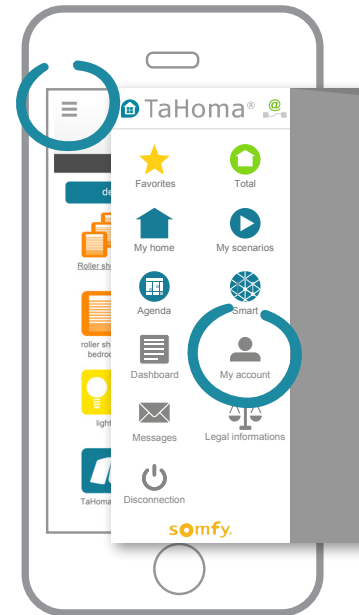 TaHoma® @
Favorites
Total
My home
My scenarios
Agenda
Smart
Dashboard
My account
Messages
Legal informations
Disconnection
somfy.
de
Roller sh
roller sh
bedro
light
TaHoma